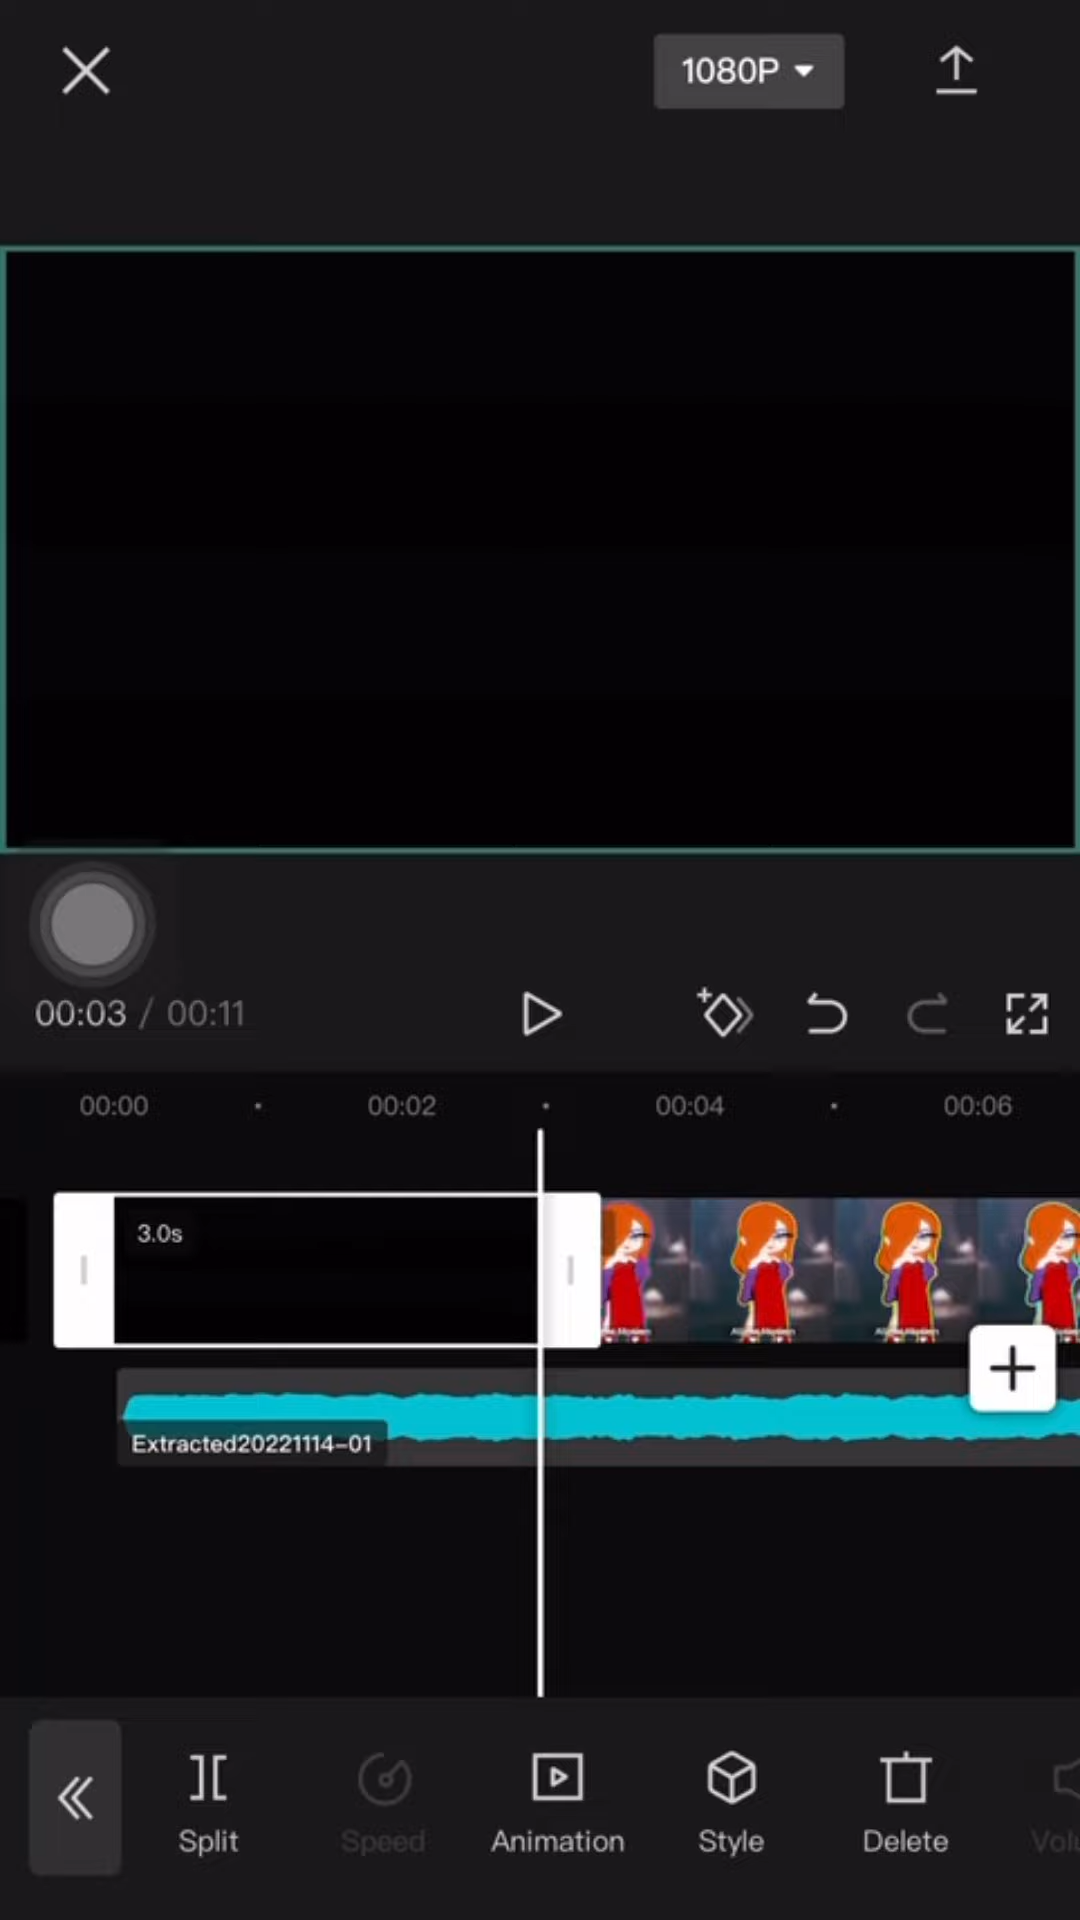 1080P
00:03 / 00:11
00:00 00:02 00:04 00:06
3.0s
Extracted20221114-01
Split Speed Animation Style Delete